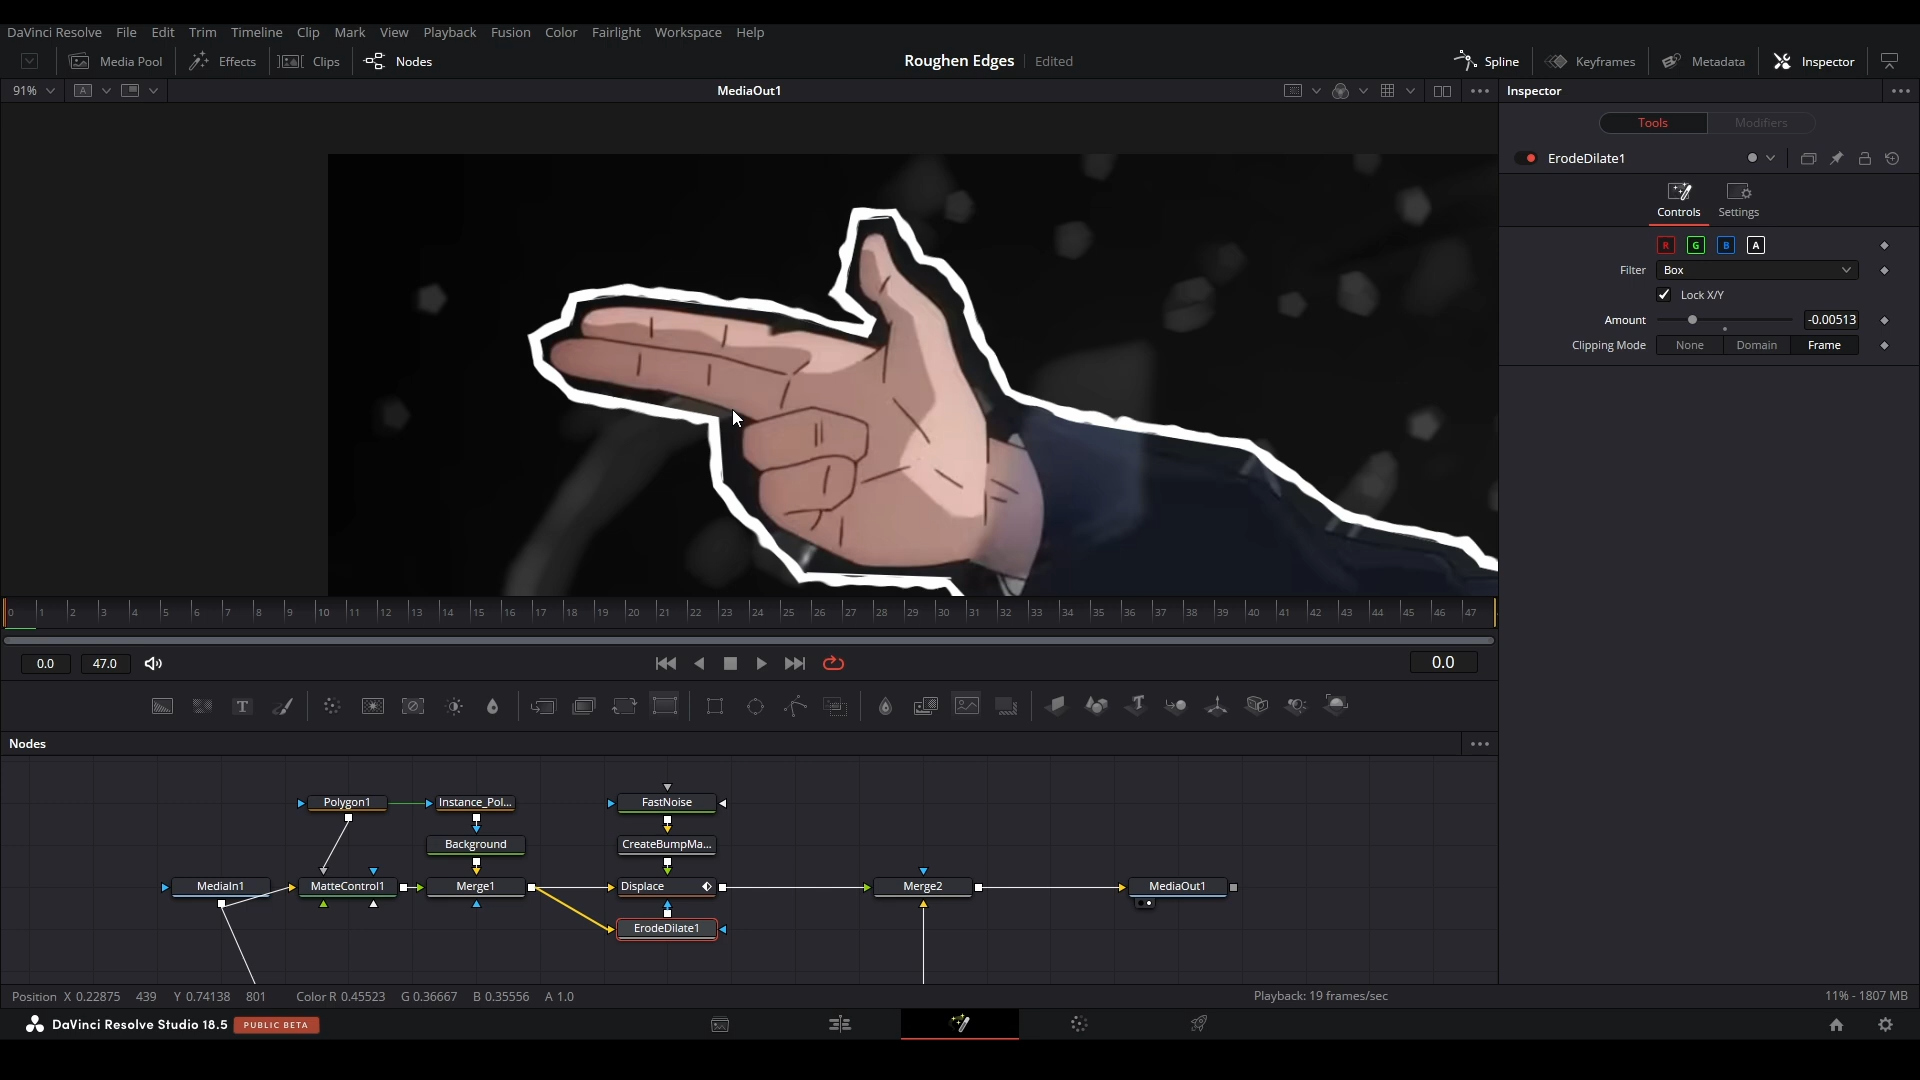 DaVinci Resolve File Edit Trim Timeline Clip Mark View Playback Fusion Color Fairlight Workspace Help
Media Pool Effects Clips Nodes Roughen Edges Edited Spline Keyframes Metadata Inspector
91% A MediaOut1 Inspector
Tools Modifiers
ErodeDilate1
Controls Settings
R G B A
Filter Box
Lock X/Y
Amount -0.00513
Clipping Mode None Domain Frame
0 1 2 3 4 5 6 7 8 9 10 11 12 13 14 15 16 17 18 19 20 21 22 23 24 25 26 27 28 29 30 31 32 33 34 35 36 37 38 39 40 41 42 43 44 45 46 47
0.0 47.0 0.0
T T
Nodes
Polygon1 Instance_Pol... FastNoise
Background CreateBumpMa...
MediaIn1 MatteControl1 Merge1 Displace Merge2 MediaOut1
ErodeDilate1
Position X 0.22875 439 Y 0.74138 801 Color R 0.45523 G 0.36667 B 0.35556 A 1.0 Playback: 19 frames/sec 11% - 1807 MB
DaVinci Resolve Studio 18.5 PUBLIC BETA